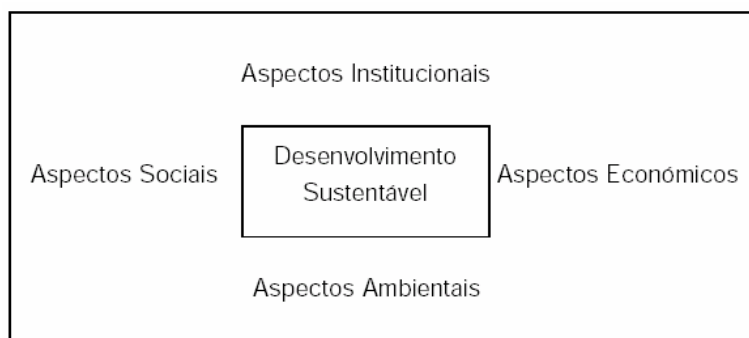 Aspectos Institucionais
Aspectos Sociais
Desenvolvimento
Sustentável
Aspectos Económicos
Aspectos Ambientais